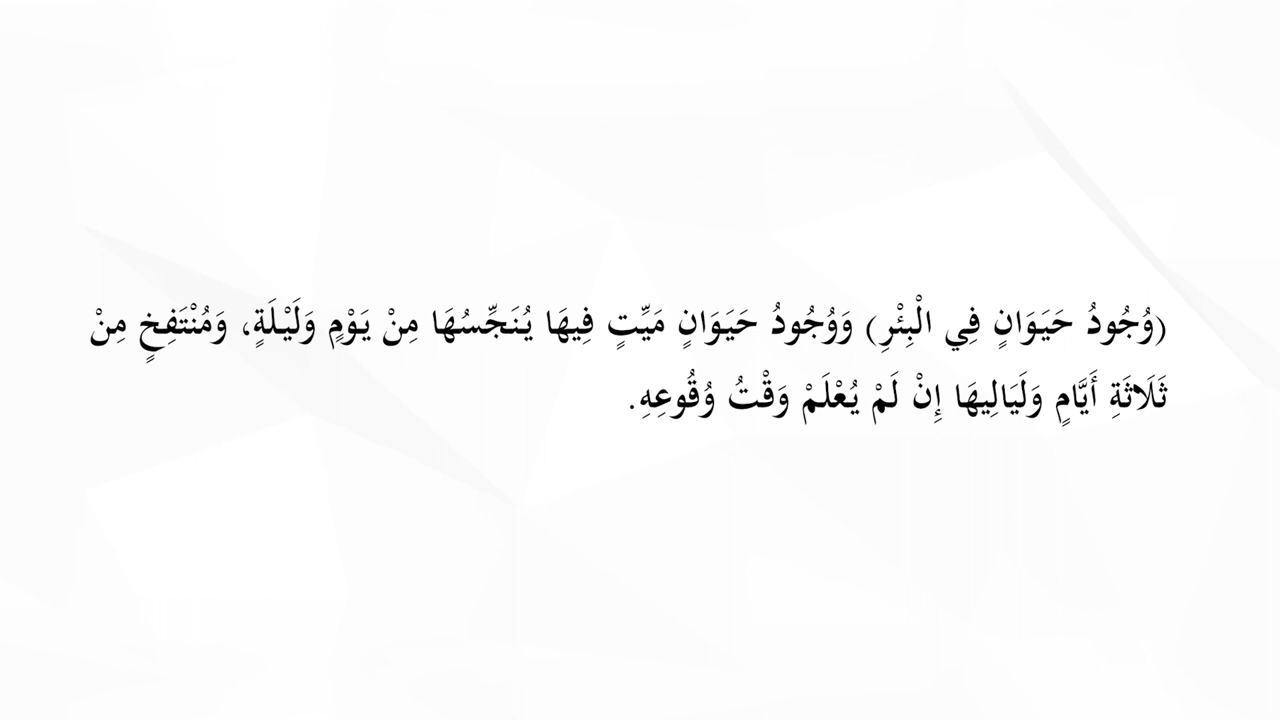 (وُجُودُ حَيَوَانٍ فِي الْبِئْرِ) وَوُجُودُ حَيَوَانٍ مَيِّتٍ فِيهَا يُنَجِّسُهَا مِنْ يَوْمٍ وَلَيْلَةٍ، وَمُنْتَفِخٍ مِنْ
ثَلَاثَةِ أَيَّامٍ وَلَيَالِيهَا إِنْ لَمْ يُعْلَمْ وَقْتُ وُقُوعِهِ.